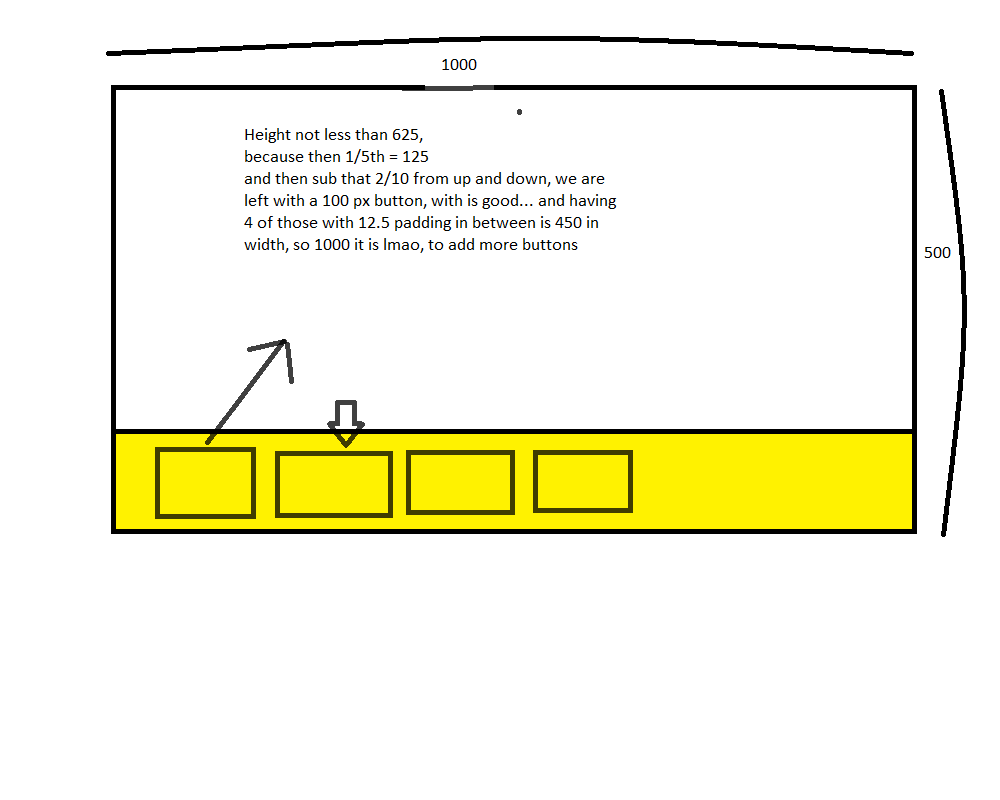 1000
Height not less than 625,
because then 1/5th = 125
and then sub that 2/10 from up and down, we are
left with a 100 px button, with is good... and having
4 of those with 12.5 padding in between is 450 in
width, so 1000 it is lmao, to add more buttons
500